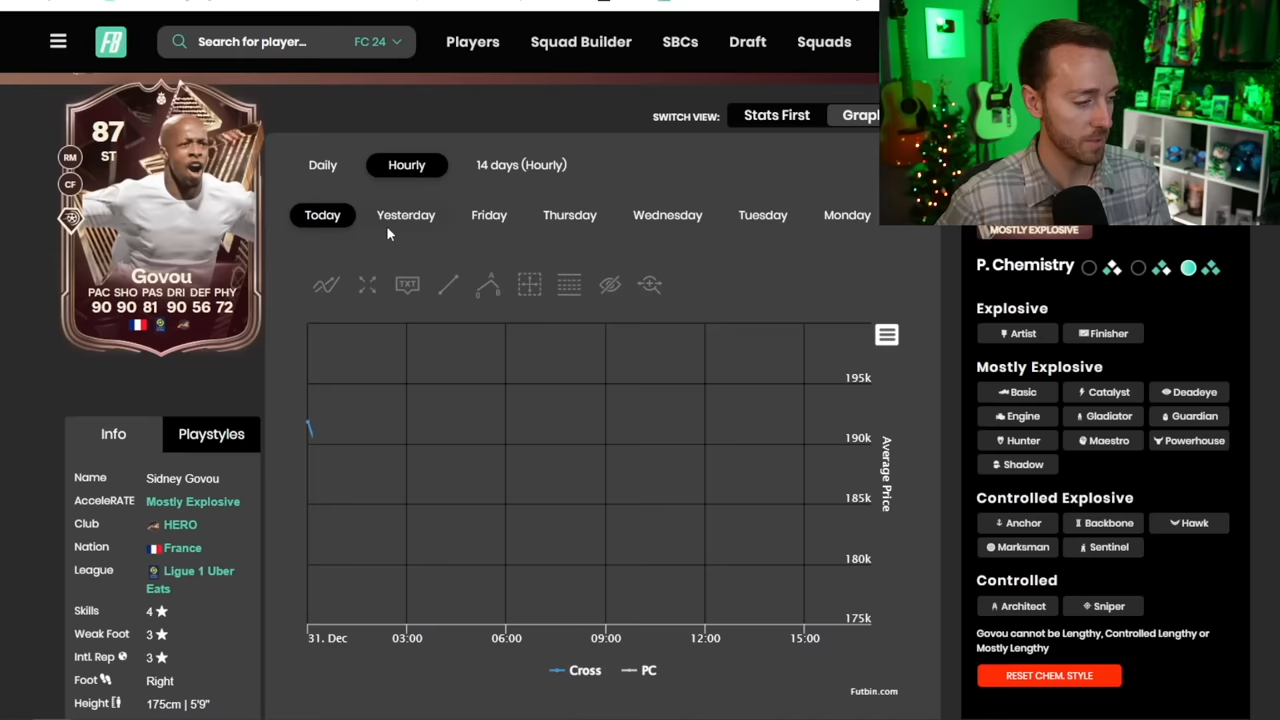 FB
Search for player...
FC 24
Players
Squad Builder
SBCs
Draft
Squads
87
ST
RM
CF
Govou
PAC SHO PAS DRI DEF PHY
90 90 81 90 56 72
SWITCH VIEW:
Stats First
Graph
Daily
Hourly
14 days (Hourly)
Today
Yesterday
Friday
Thursday
Wednesday
Tuesday
Monday
TXT
195k
190k
185k
180k
175k
Average Price
31. Dec
03:00
06:00
09:00
12:00
15:00
Cross
PC
Futbin.com
Info
Playstyles
Name
Sidney Govou
AcceleRATE
Mostly Explosive
Club
HERO
Nation
France
League
Ligue 1 Uber
Eats
Skills
4
Weak Foot
3
Intl. Rep
3
Foot
Right
Height
175cm | 5'9"
MOSTLY EXPLOSIVE
P. Chemistry
Explosive
Artist
Finisher
Mostly Explosive
Basic
Catalyst
Deadeye
Engine
Gladiator
Guardian
Hunter
Maestro
Powerhouse
Shadow
Controlled Explosive
Anchor
Backbone
Hawk
Marksman
Sentinel
Controlled
Architect
Sniper
Govou cannot be Lengthy, Controlled Lengthy or
Mostly Lengthy
RESET CHEM. STYLE